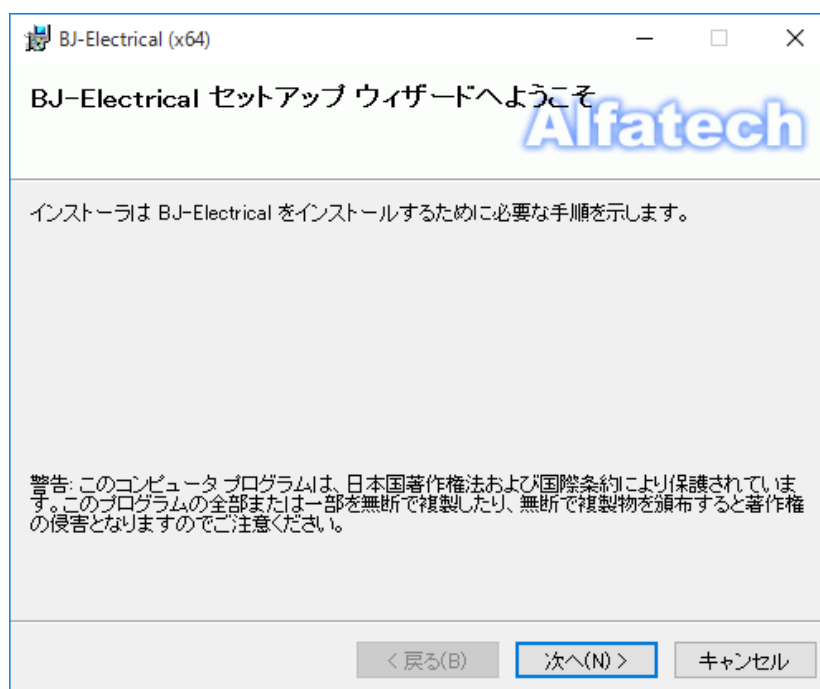 BJ-Electrical (x64)
BJ-Electrical セットアップ ウィザードへようこそ
Alfatech
インストーラは BJ-Electrical をインストールするために必要な手順を示します。
警告: このコンピュータ プログラムは、日本国著作権法および国際条約により保護されていま
す。このプログラムの全部または一部を無断で複製したり、無断で複製物を頒布すると著作権
の侵害となりますのでご注意ください。
< 戻る(B)
次へ(N) >
キャンセル